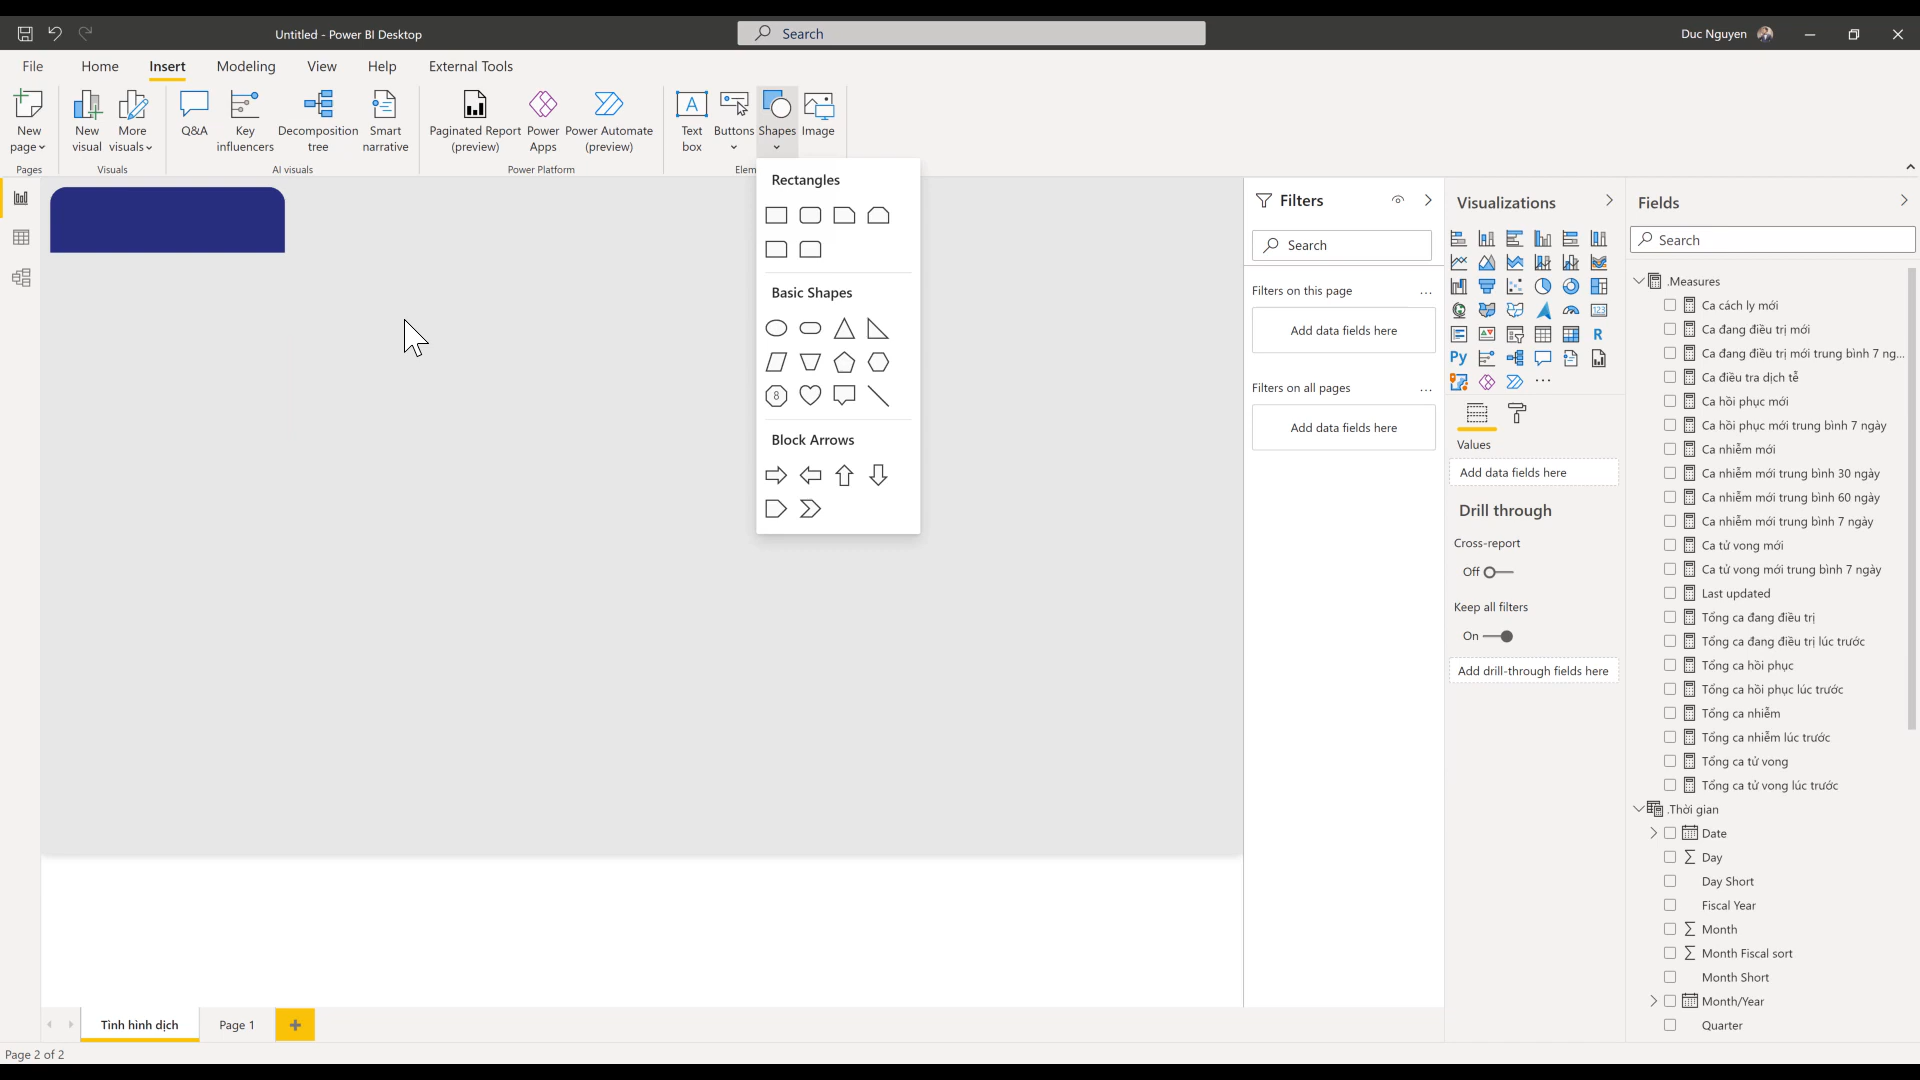 Untitled - Power BI Desktop
Search
Duc Nguyen
File
Home
Insert
Modeling
View
Help
External Tools
New
page
New
visual
More
visuals
Q&A
Key
influencers
Decomposition
tree
Smart
narrative
Paginated Report
(preview)
Power
Apps
Power Automate
(preview)
Text
box
A
Buttons
Shapes
Image
Pages
Visuals
AI visuals
Power Platform
Elem
Rectangles
Basic Shapes
8
Block Arrows
Filters
Search
Filters on this page
...
Add data fields here
Filters on all pages
...
Add data fields here
Visualizations
123
R
Py
...
Values
Add data fields here
Drill through
Cross-report
Off
Keep all filters
On
Add drill-through fields here
Fields
Search
.Measures
Ca cách ly mới
Ca đang điều trị mới
Ca đang điều trị mới trung bình 7 ng...
Ca điều tra dịch tễ
Ca hồi phục mới
Ca hồi phục mới trung bình 7 ngày
Ca nhiễm mới
Ca nhiễm mới trung bình 30 ngày
Ca nhiễm mới trung bình 60 ngày
Ca nhiễm mới trung bình 7 ngày
Ca tử vong mới
Ca tử vong mới trung bình 7 ngày
Last updated
Tổng ca đang điều trị
Tổng ca đang điều trị lúc trước
Tổng ca hồi phục
Tổng ca hồi phục lúc trước
Tổng ca nhiễm
Tổng ca nhiễm lúc trước
Tổng ca tử vong
Tổng ca tử vong lúc trước
.Thời gian
Date
Day
Day Short
Fiscal Year
Month
Month Fiscal sort
Month Short
Month/Year
Quarter
Tình hình dịch
Page 1
Page 2 of 2